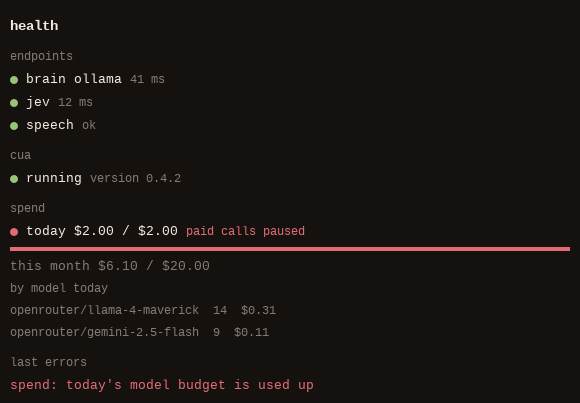 health
endpoints
brain ollama 41 ms
jev 12 ms
speech ok
cua
running version 0.4.2
spend
today $2.00 / $2.00 paid calls paused
this month $6.10 / $20.00
by model today
openrouter/llama-4-maverick 14 $0.31
openrouter/gemini-2.5-flash 9 $0.11
last errors
spend: today's model budget is used up